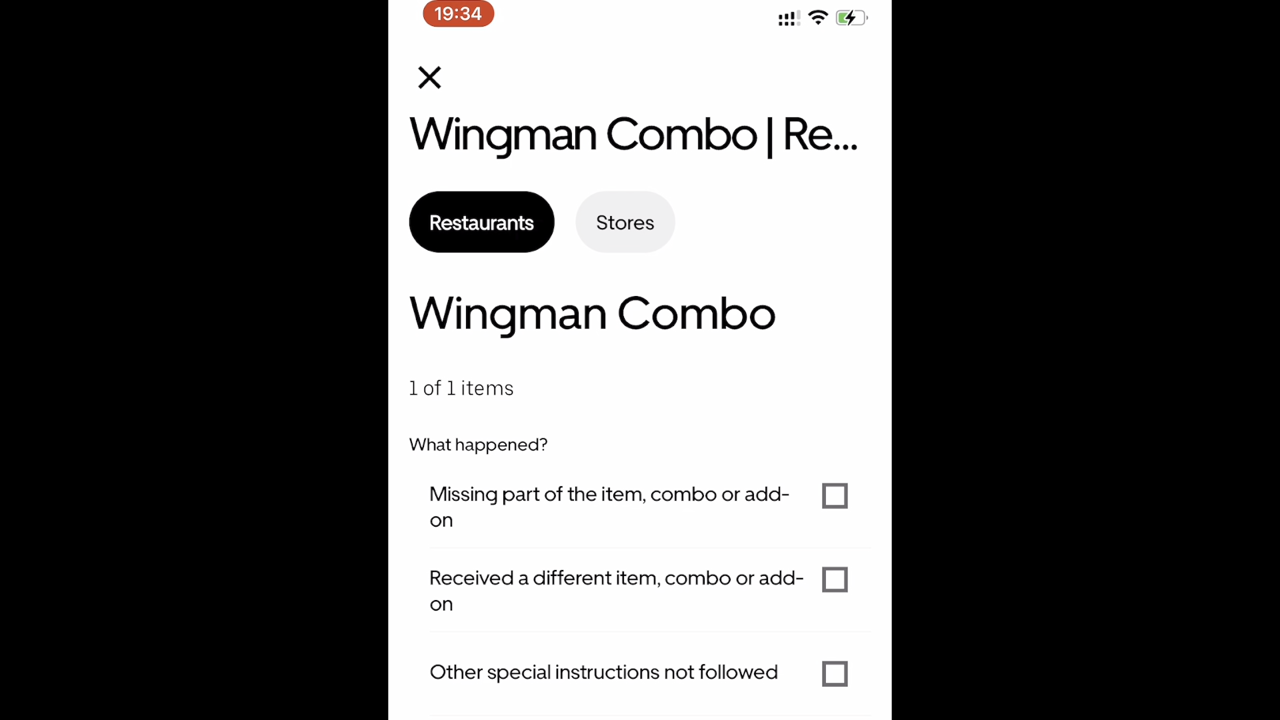 19:34
Wingman Combo | Re...
Restaurants
Stores
Wingman Combo
1 of 1 items
What happened?
Missing part of the item, combo or add-
on
Received a different item, combo or add-
on
Other special instructions not followed